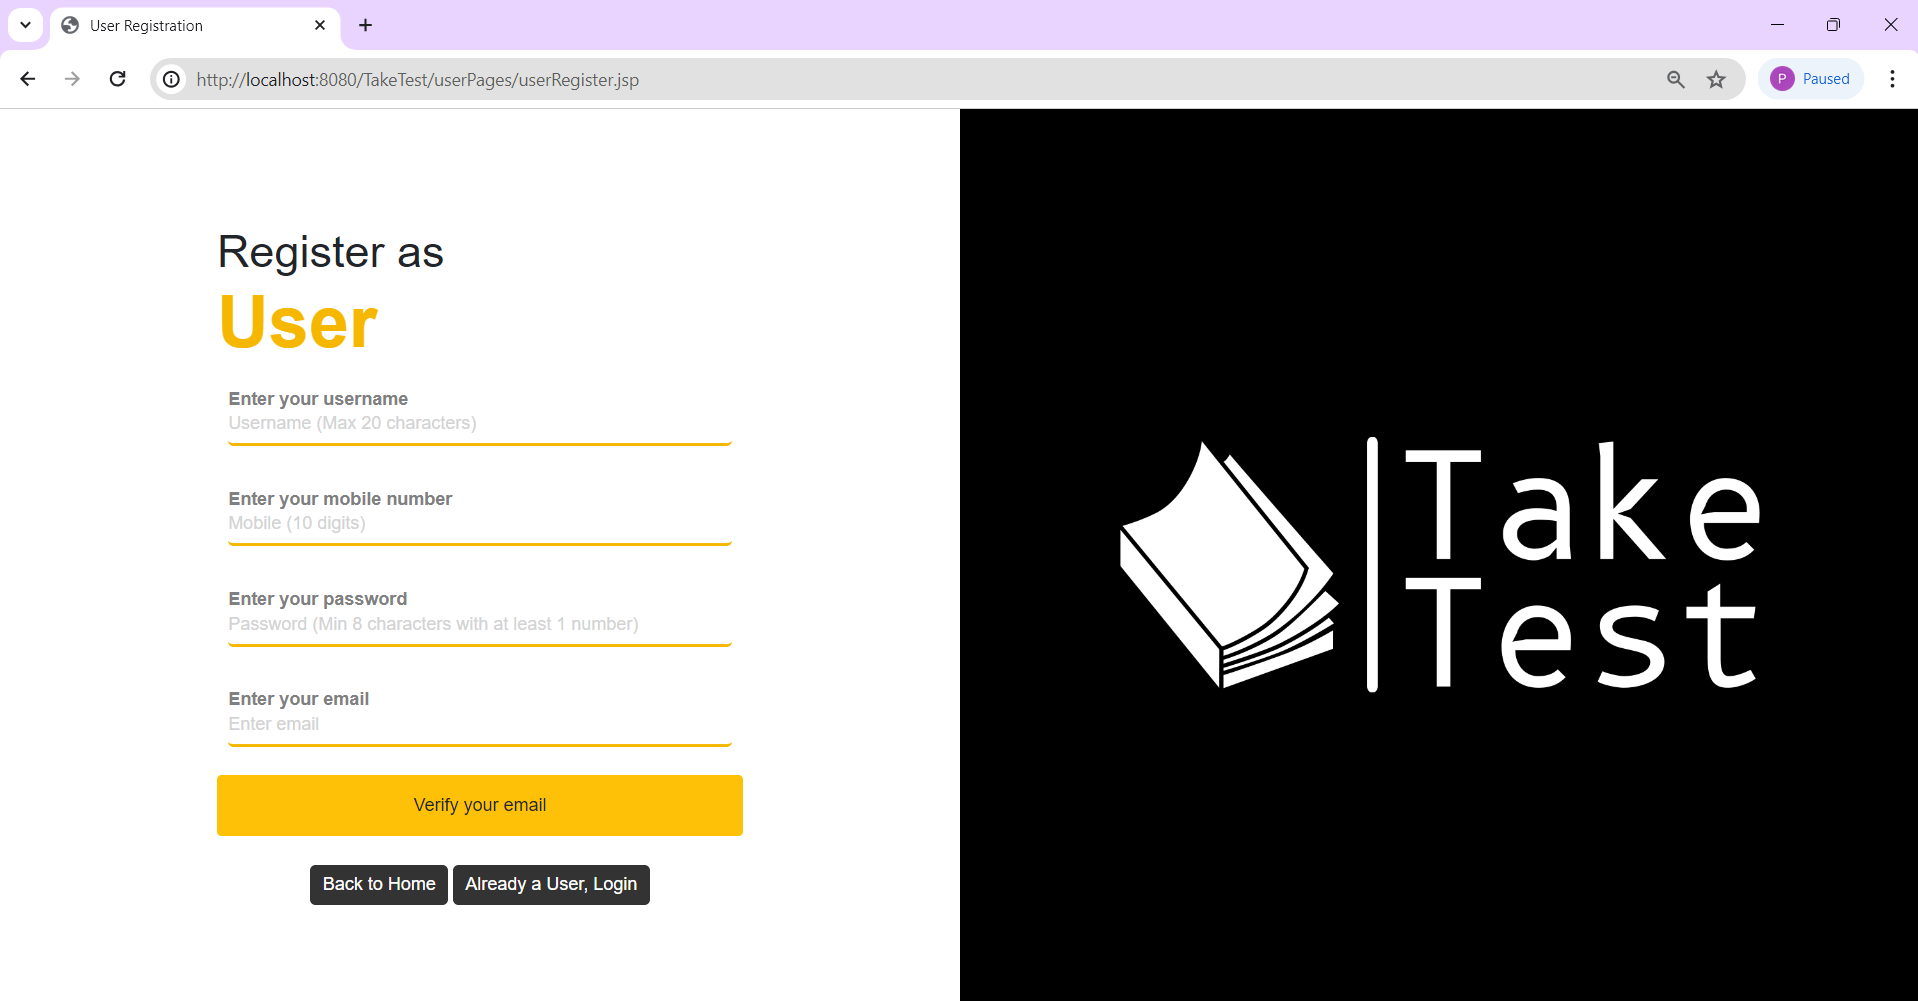 User Registration
http://localhost:8080/TakeTest/userPages/userRegister.jsp
P Paused
Register as
User
Enter your username
Username (Max 20 characters)
Enter your mobile number
Mobile (10 digits)
Enter your password
Password (Min 8 characters with at least 1 number)
Enter your email
Enter email
Verify your email
Back to Home Already a User, Login
Take
Test